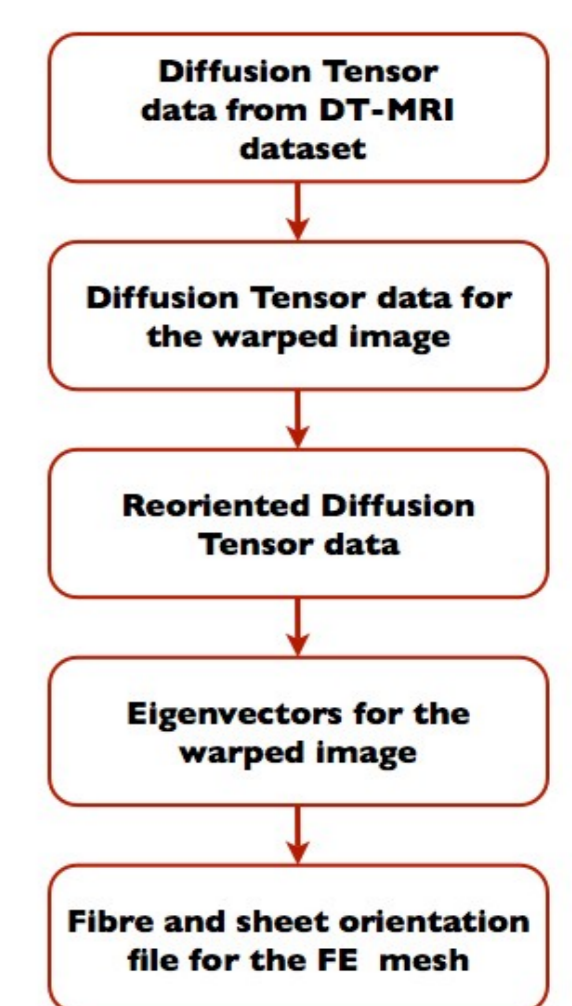 Diffusion Tensor
data from DT-MRI
dataset
Diffusion Tensor data for
the warped image
Reoriented Diffusion
Tensor data
Eigenvectors for the
warped image
Fibre and sheet orientation
file for the FE mesh